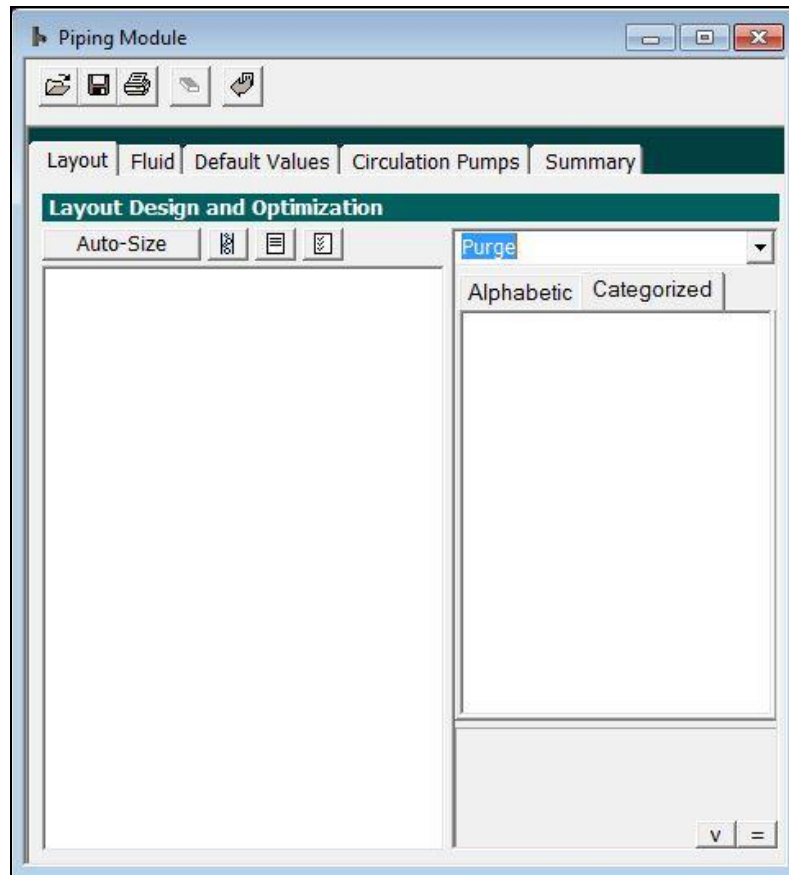 Piping Module
Layout Fluid Default Values Circulation Pumps Summary
Layout Design and Optimization
Auto-Size
Purge
Alphabetic Categorized
v =